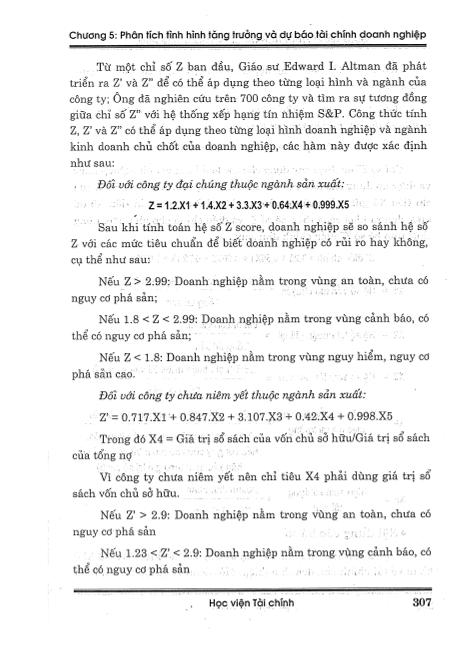 Chương 5: Phân tích tình hình tăng trưởng và dự báo tài chính doanh nghiệp
Từ một chỉ số Z ban đầu, Giáo sư Edward I. Altman đã phát
triển ra Z' và Z" để có thể áp dụng theo từng loại hình và ngành của
công ty; Ông đã nghiên cứu trên 700 công ty và tìm ra sự tương đồng
giữa chỉ số Z" với hệ thống xếp hạng tín nhiệm S&P. Công thức tính
Z, Z' và Z" có thể áp dụng theo từng loại hình doanh nghiệp và ngành
kinh doanh chủ chốt của doanh nghiệp, các hàm này được xác định
như sau:
Đối với công ty đại chúng thuộc ngành sản xuất:
Z = 1.2.X1 + 1.4.X2 + 3.3.X3 + 0.64.X4 + 0.999.X5
Sau khi tính toán hệ số Z score, doanh nghiệp sẽ so sánh hệ số
Z với các mức tiêu chuẩn để biết doanh nghiệp có rủi ro hay không,
cụ thể như sau:
Nếu Z > 2.99: Doanh nghiệp nằm trong vùng an toàn, chưa có
nguy cơ phá sản;
Nếu 1.8 < Z < 2.99: Doanh nghiệp nằm trong vùng cảnh báo, có
thể có nguy cơ phá sản;
Nếu Z < 1.8: Doanh nghiệp nằm trong vùng nguy hiểm, nguy cơ
phá sản cao.
Đối với công ty chưa niêm yết thuộc ngành sản xuất:
Z' = 0.717.X1 + 0.847.X2 + 3.107.X3 + 0.42.X4 + 0.998.X5
Trong đó X4 = Giá trị sổ sách của vốn chủ sở hữu/Giá trị sổ sách
của tổng nợ
Vì công ty chưa niêm yết nên chỉ tiêu X4 phải dùng giá trị sổ
sách vốn chủ sở hữu.
Nếu Z' > 2.9: Doanh nghiệp nằm trong vùng an toàn, chưa có
nguy cơ phá sản
Nếu 1.23 < Z' < 2.9: Doanh nghiệp nằm trong vùng cảnh báo, có
thể có nguy cơ phá sản
Học viện Tài chính 307